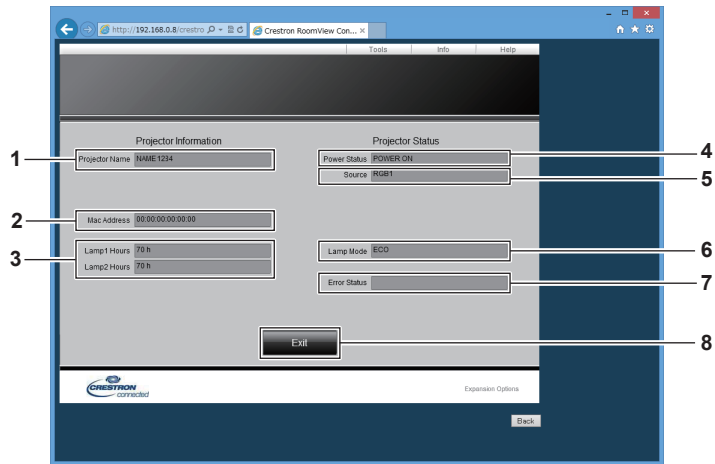 http://192.168.0.8/crestro
Crestron RoomView Con... ×
Tools Info Help
Projector Information Projector Status
1 Projector Name NAME1234 Power Status POWER ON 4
Source RGB1 5
2 Mac Address 00:00:00:00:00:00
3 Lamp1 Hours 70 h Lamp Mode ECO 6
Lamp2 Hours 70 h
Error Status 7
Exit 8
CRESTRON connected Expansion Options
Back